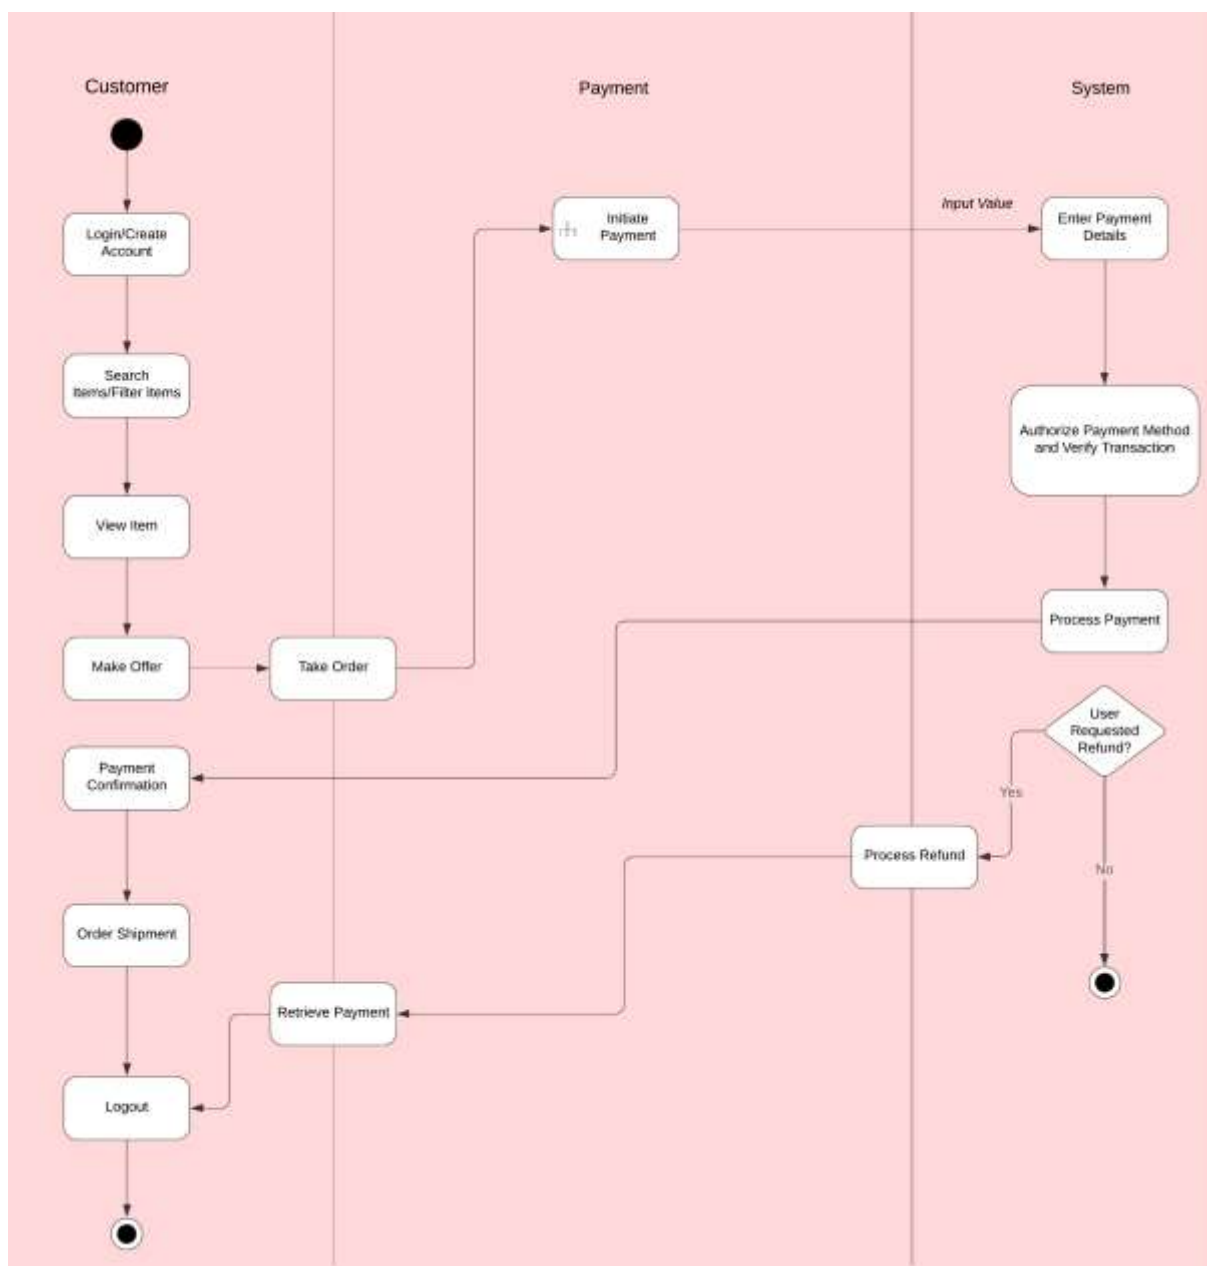 Customer
Payment
System
Input Value
Initiate
Payment
Enter Payment
Details
Login/Create
Account
Search
Items/Filter Items
Authorize Payment Method
and Verify Transaction
View Item
Process Payment
Make Offer
Take Order
User
Requested
Refund?
Payment
Confirmation
Yes
Process Refund
No
Order Shipment
Retrieve Payment
Logout